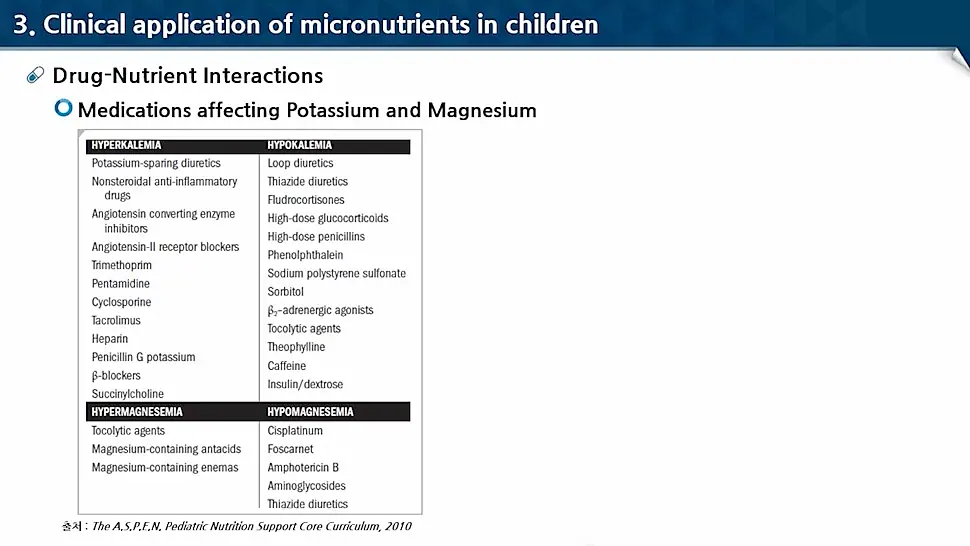 3. Clinical application of micronutrients in children
Drug-Nutrient Interactions
Medications affecting Potassium and Magnesium
HYPERKALEMIA
Potassium-sparing diuretics
Nonsteroidal anti-inflammatory
drugs
Angiotensin converting enzyme
inhibitors
Angiotensin-II receptor blockers
Trimethoprim
Pentamidine
Cyclosporine
Tacrolimus
Heparin
Penicillin G potassium
β-blockers
Succinylcholine
HYPOKALEMIA
Loop diuretics
Thiazide diuretics
Fludrocortisones
High-dose glucocorticoids
High-dose penicillins
Phenolphthalein
Sodium polystyrene sulfonate
Sorbitol
β₂-adrenergic agonists
Tocolytic agents
Theophylline
Caffeine
Insulin/dextrose
HYPERMAGNESEMIA
Tocolytic agents
Magnesium-containing antacids
Magnesium-containing enemas
HYPOMAGNESEMIA
Cisplatinum
Foscarnet
Amphotericin B
Aminoglycosides
Thiazide diuretics
출처 : The A.S.P.E.N. Pediatric Nutrition Support Core Curriculum, 2010